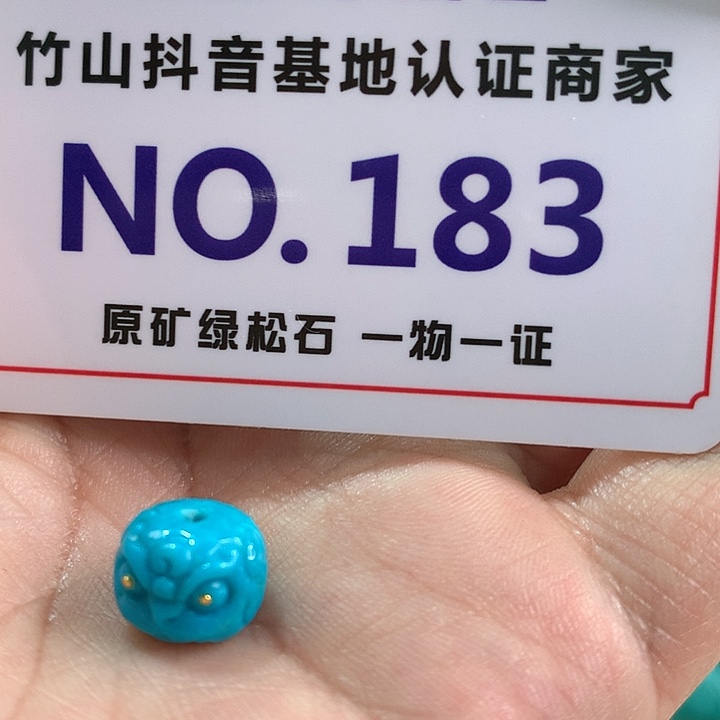 竹山抖音基地认证商家
NO.183
原矿绿松石 一物一证